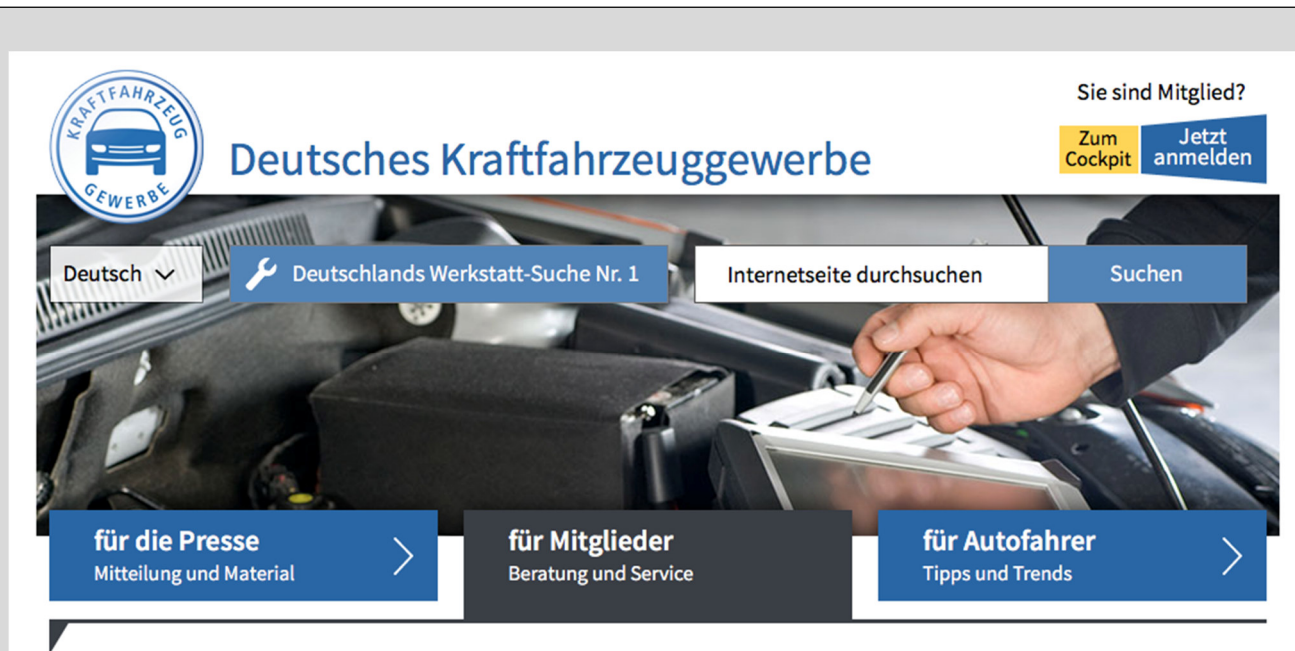 KRAFTFAHRZEUG
GEWERBE
Deutsches Kraftfahrzeuggewerbe
Sie sind Mitglied?
Zum
Cockpit
Jetzt
anmelden
Deutsch
Deutschlands Werkstatt-Suche Nr. 1
Internetseite durchsuchen
Suchen
für die Presse
Mitteilung und Material
für Mitglieder
Beratung und Service
für Autofahrer
Tipps und Trends